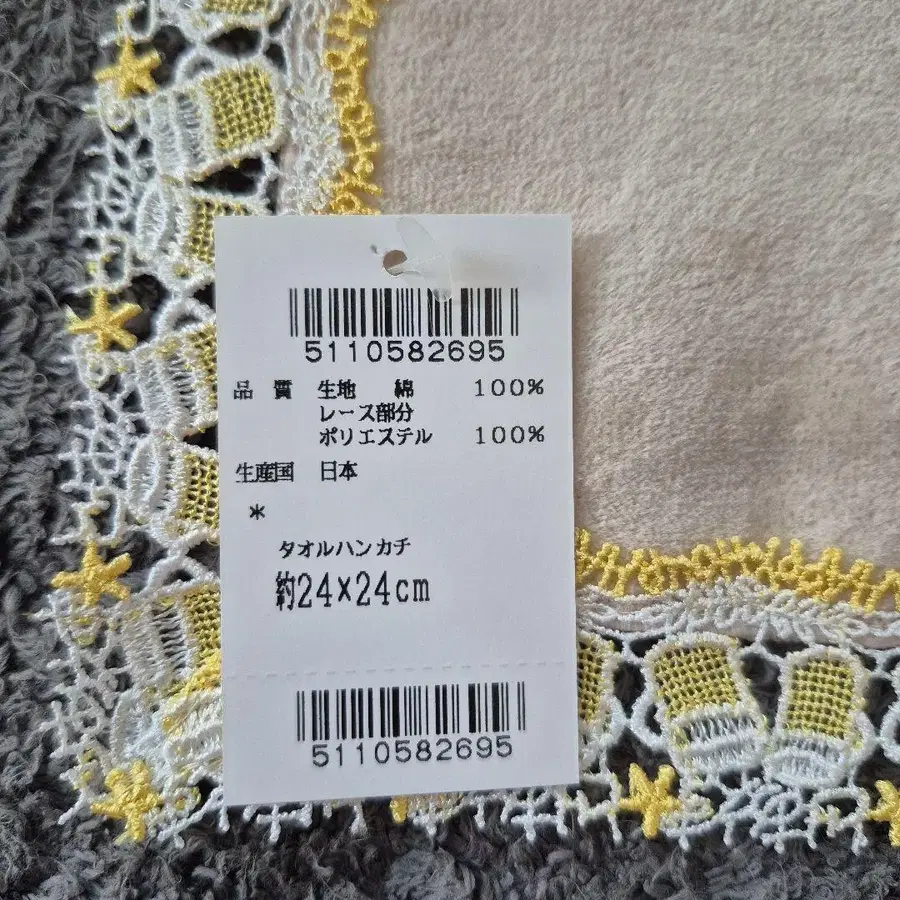 5110582695
品 質 生地 綿 100%
レース部分
ポリエステル 100%
生産国 日本
*
タオルハンカチ
約24×24cm
5110582695